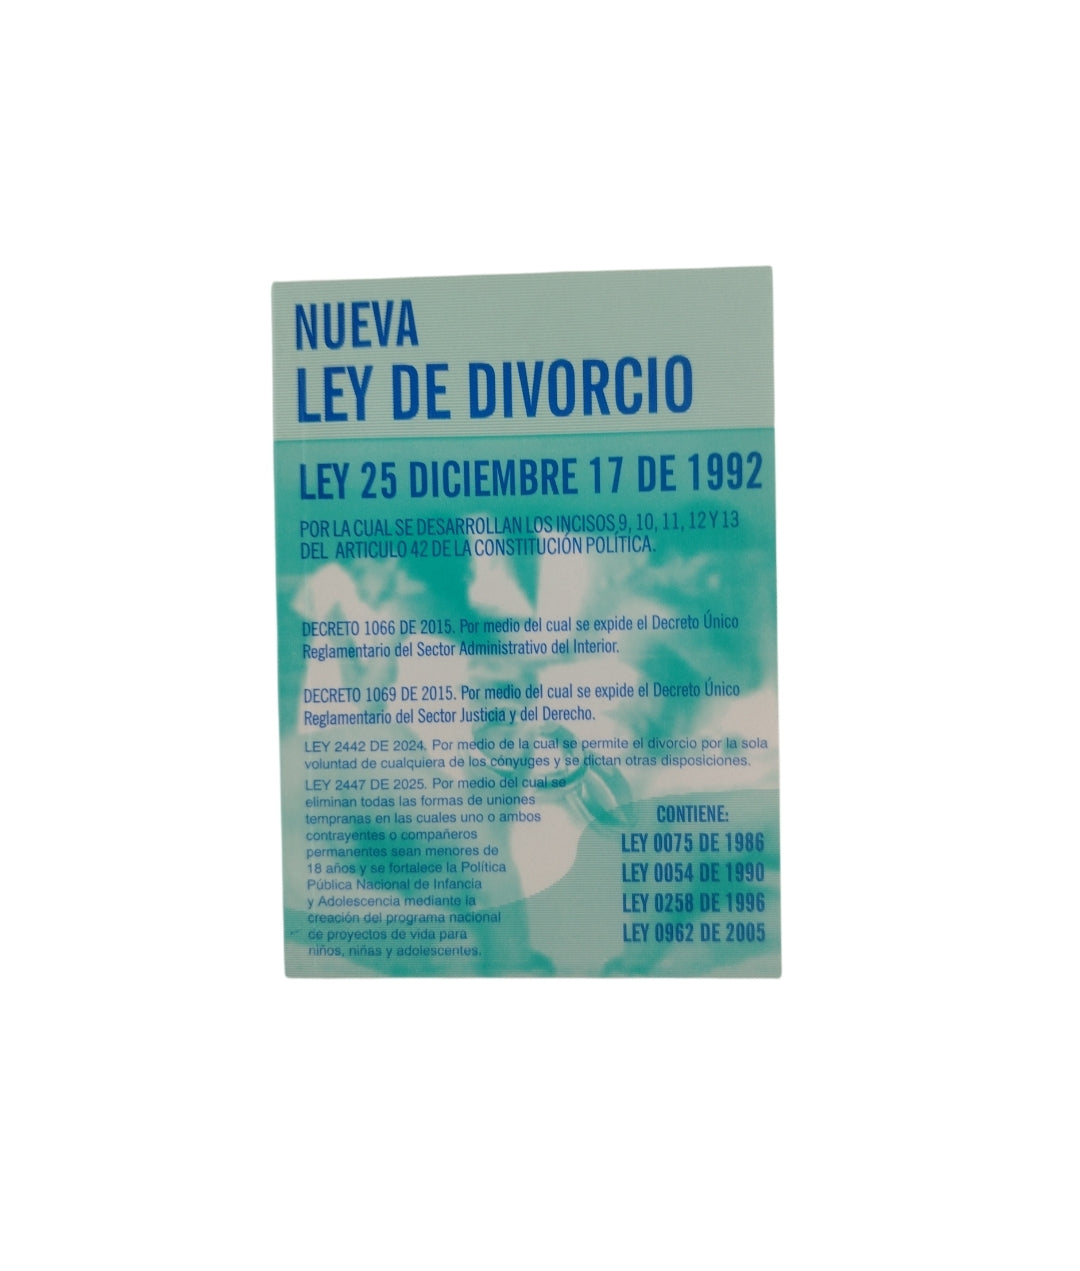 NUEVA
LEY DE DIVORCIO
LEY 25 DICIEMBRE 17 DE 1992
POR LA CUAL SE DESARROLLAN LOS INCISOS 9, 10, 11, 12 Y 13
DEL ARTICULO 42 DE LA CONSTITUCIÓN POLÍTICA.
DECRETO 1066 DE 2015. Por medio del cual se expide el Decreto Único
Reglamentario del Sector Administrativo del Interior.
DECRETO 1069 DE 2015. Por medio del cual se expide el Decreto Único
Reglamentario del Sector Justicia y del Derecho.
LEY 2442 DE 2024. Por medio de la cual se permite el divorcio por la sola
voluntad de cualquiera de los cónyuges y se dictan otras disposiciones.
LEY 2447 DE 2025. Por medio del cual se
eliminan todas las formas de uniones
tempranas en las cuales uno o ambos
contrayentes o compañeros
permanentes sean menores de
18 años y se fortalece la Política
Pública Nacional de Infancia
y Adolescencia mediante la
creación del programa nacional
de proyectos de vida para
niños, niñas y adolescentes.
CONTIENE:
LEY 0075 DE 1986
LEY 0054 DE 1990
LEY 0258 DE 1996
LEY 0962 DE 2005